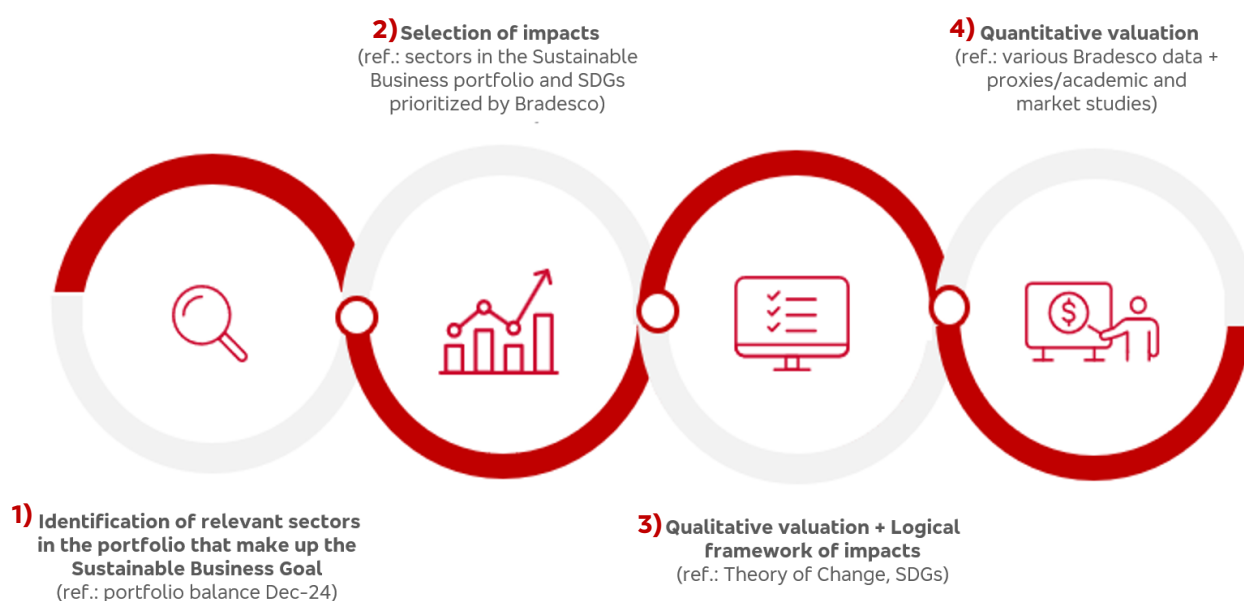 1) Identification of relevant sectors
in the portfolio that make up the
Sustainable Business Goal
(ref.: portfolio balance Dec-24)
2) Selection of impacts
(ref.: sectors in the Sustainable
Business portfolio and SDGs
prioritized by Bradesco)
3) Qualitative valuation + Logical
framework of impacts
(ref.: Theory of Change, SDGs)
4) Quantitative valuation
(ref.: various Bradesco data +
proxies/academic and
market studies)
$